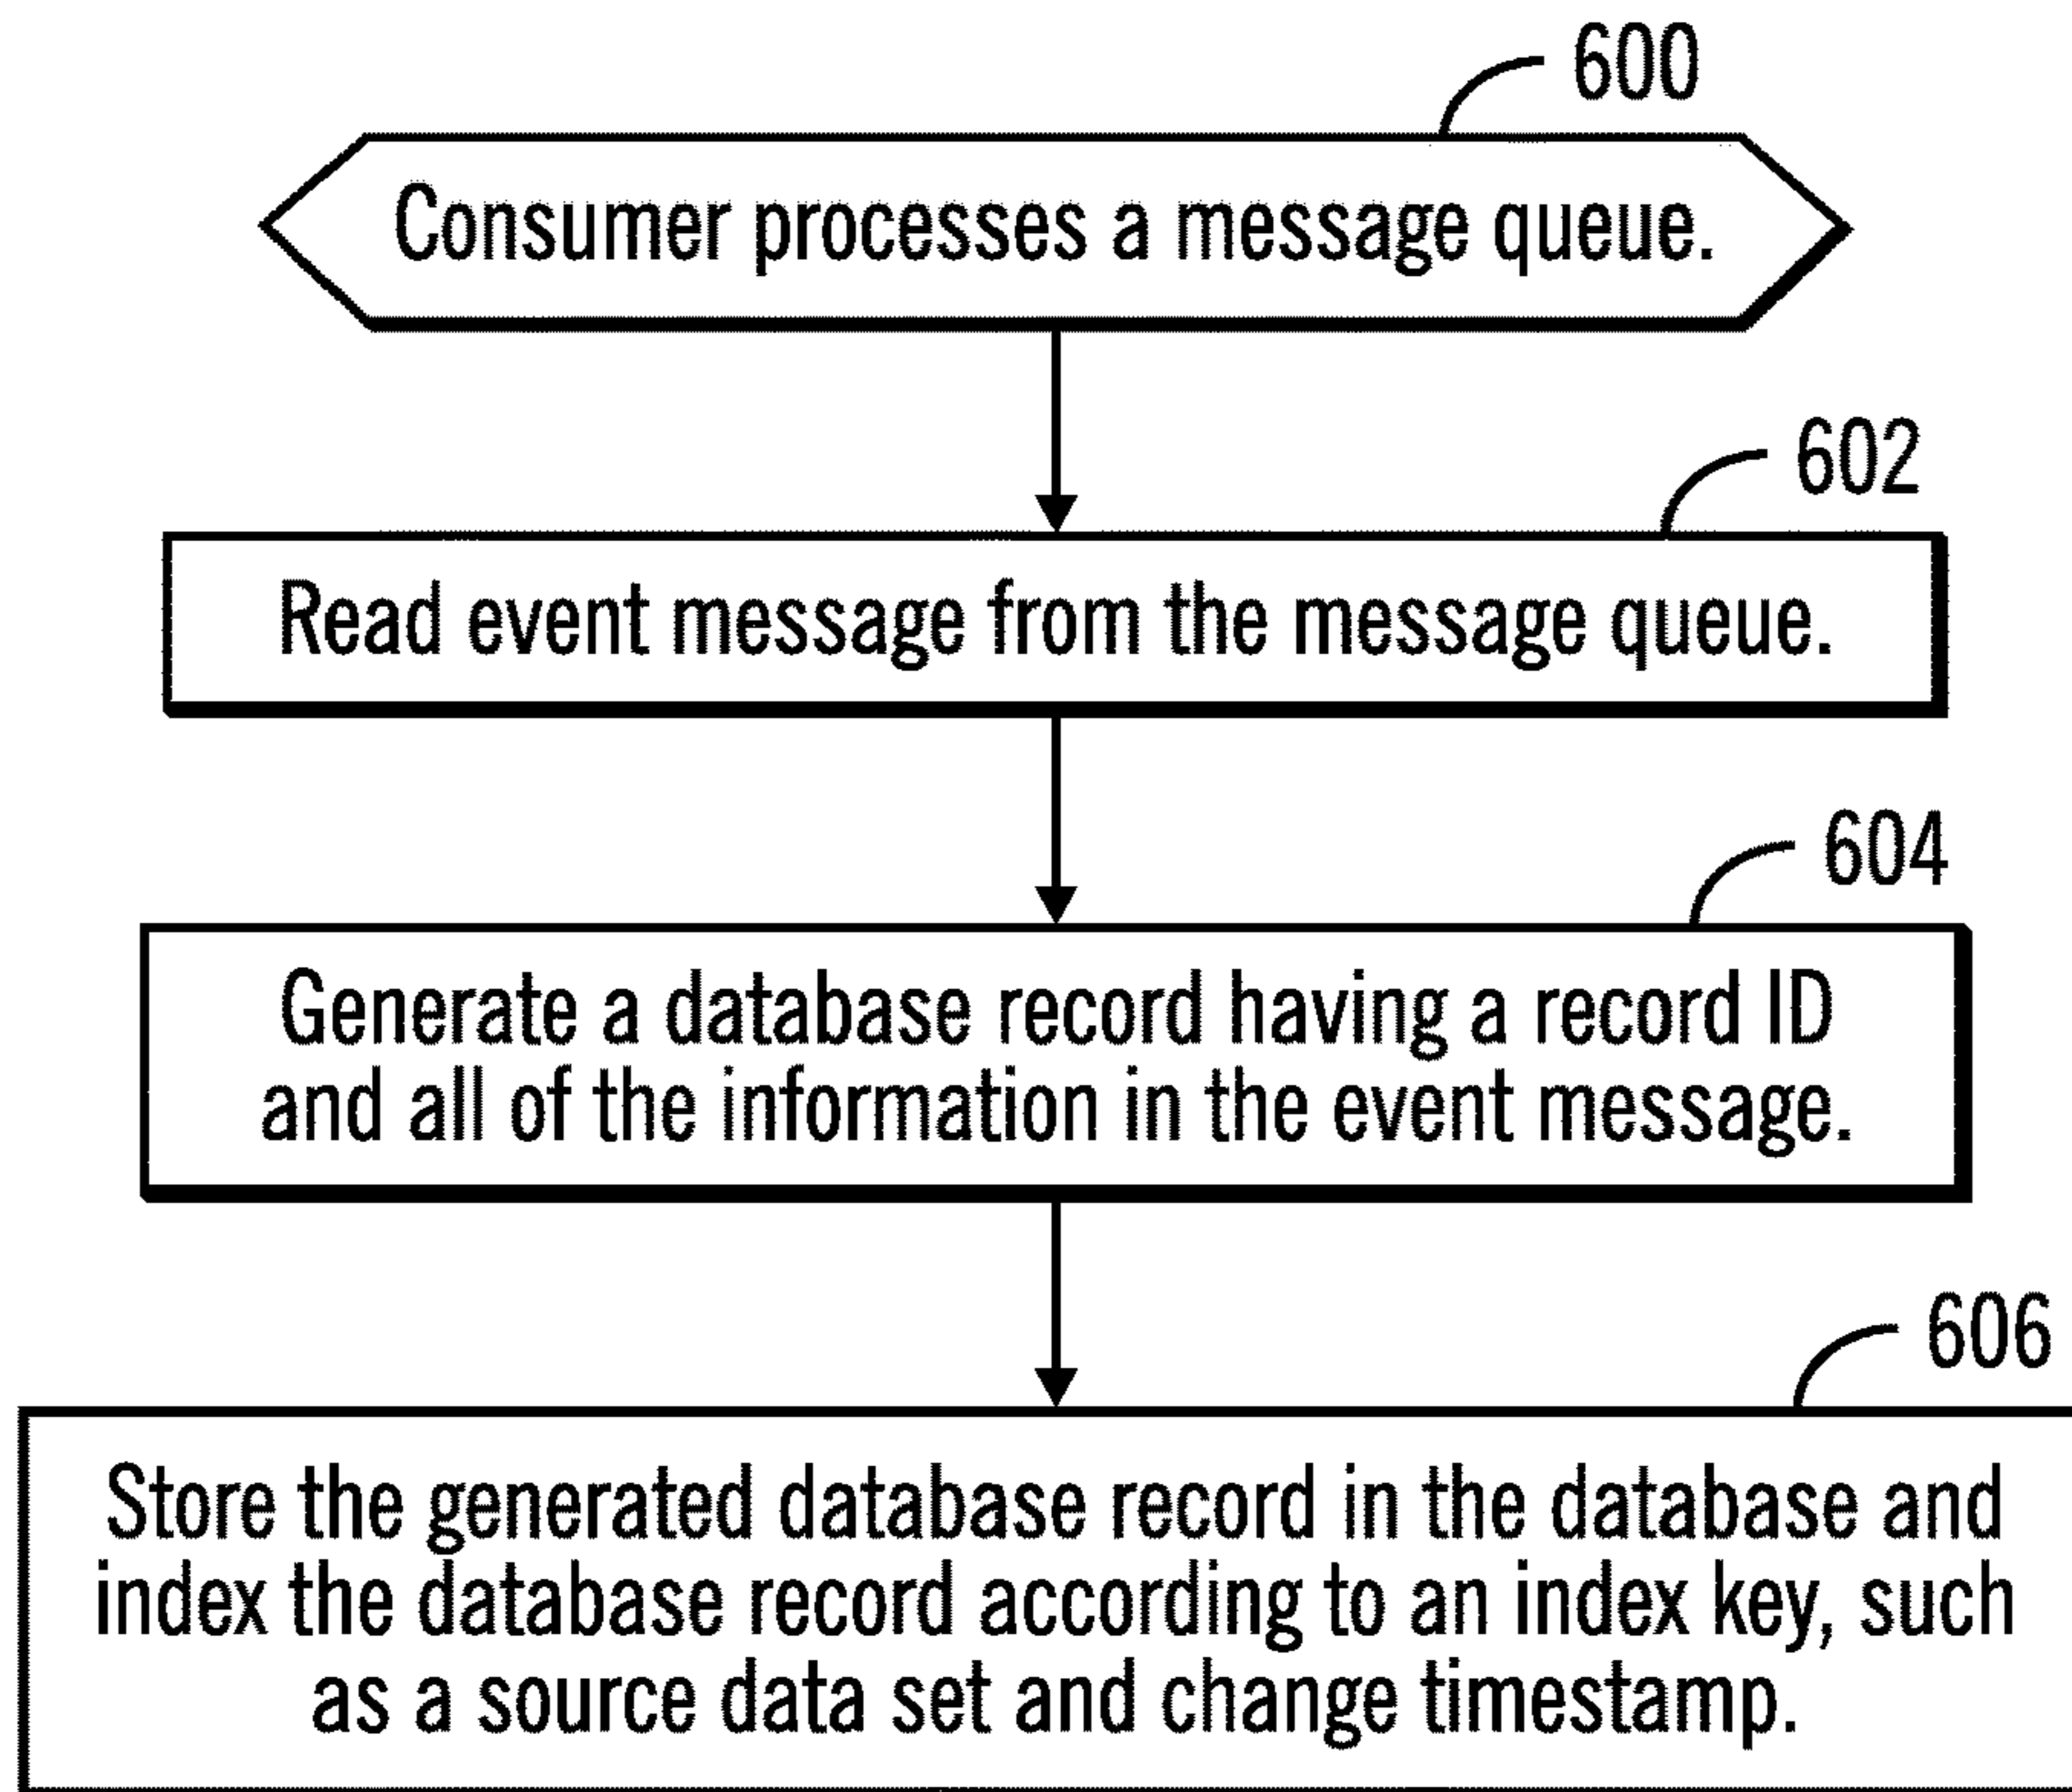 600
Consumer processes a message queue.
602
Read event message from the message queue.
604
Generate a database record having a record ID
and all of the information in the event message.
606
Store the generated database record in the database and
index the database record according to an index key, such
as a source data set and change timestamp.